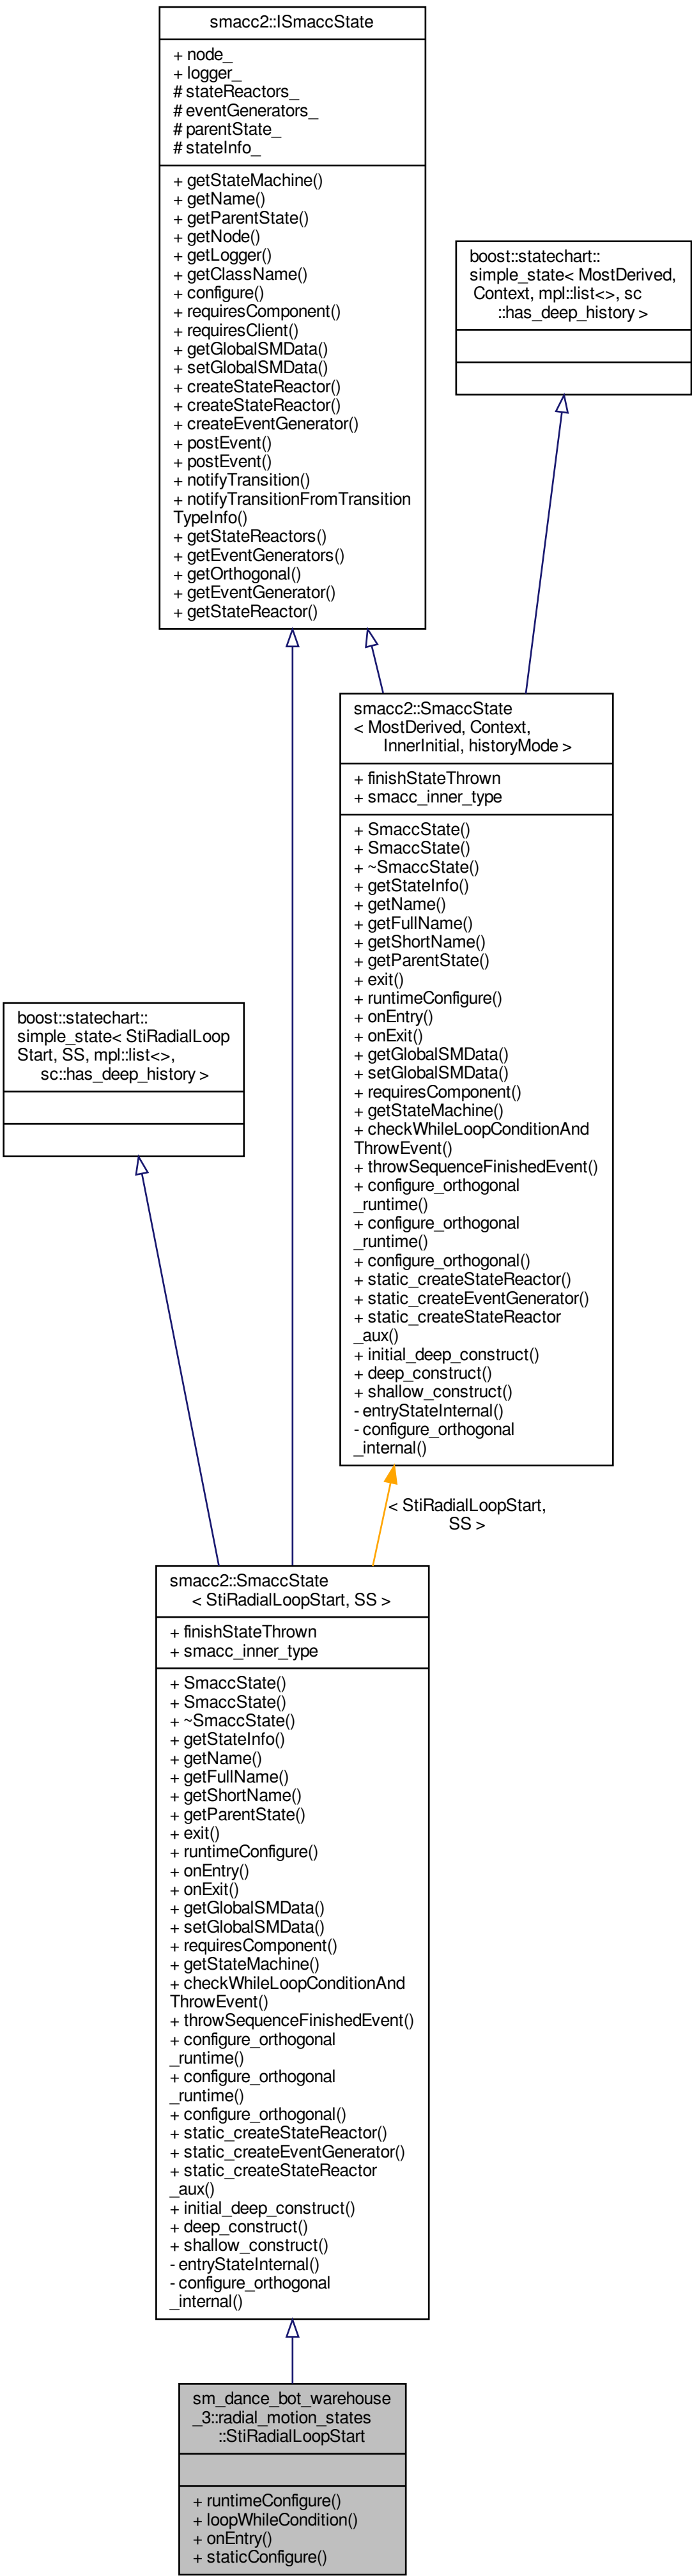 smacc2::ISmaccState
+ node_
+ logger_
# stateReactors_
# eventGenerators_
# parentState_
# stateInfo_
+ getStateMachine()
+ getName()
+ getParentState()
+ getNode()
+ getLogger()
+ getClassName()
+ configure()
+ requiresComponent()
+ requiresClient()
+ getGlobalSMData()
+ setGlobalSMData()
+ createStateReactor()
+ createStateReactor()
+ createEventGenerator()
+ postEvent()
+ postEvent()
+ notifyTransition()
+ notifyTransitionFromTransition
TypeInfo()
+ getStateReactors()
+ getEventGenerators()
+ getOrthogonal()
+ getEventGenerator()
+ getStateReactor()
boost::statechart::
simple_state< MostDerived,
Context, mpl::list<>, sc
::has_deep_history >
smacc2::SmaccState
< MostDerived, Context,
InnerInitial, historyMode >
+ finishStateThrown
+ smacc_inner_type
+ SmaccState()
+ SmaccState()
+ ~SmaccState()
+ getStateInfo()
+ getName()
+ getFullName()
+ getShortName()
+ getParentState()
+ exit()
+ runtimeConfigure()
+ onEntry()
+ onExit()
+ getGlobalSMData()
+ setGlobalSMData()
+ requiresComponent()
+ getStateMachine()
+ checkWhileLoopConditionAnd
ThrowEvent()
+ throwSequenceFinishedEvent()
+ configure_orthogonal
_runtime()
+ configure_orthogonal
_runtime()
+ configure_orthogonal()
+ static_createStateReactor()
+ static_createEventGenerator()
+ static_createStateReactor
_aux()
+ initial_deep_construct()
+ deep_construct()
+ shallow_construct()
- entryStateInternal()
- configure_orthogonal
_internal()
boost::statechart::
simple_state< StiRadialLoop
Start, SS, mpl::list<>,
sc::has_deep_history >
< StiRadialLoopStart,
SS >
smacc2::SmaccState
< StiRadialLoopStart, SS >
+ finishStateThrown
+ smacc_inner_type
+ SmaccState()
+ SmaccState()
+ ~SmaccState()
+ getStateInfo()
+ getName()
+ getFullName()
+ getShortName()
+ getParentState()
+ exit()
+ runtimeConfigure()
+ onEntry()
+ onExit()
+ getGlobalSMData()
+ setGlobalSMData()
+ requiresComponent()
+ getStateMachine()
+ checkWhileLoopConditionAnd
ThrowEvent()
+ throwSequenceFinishedEvent()
+ configure_orthogonal
_runtime()
+ configure_orthogonal
_runtime()
+ configure_orthogonal()
+ static_createStateReactor()
+ static_createEventGenerator()
+ static_createStateReactor
_aux()
+ initial_deep_construct()
+ deep_construct()
+ shallow_construct()
- entryStateInternal()
- configure_orthogonal
_internal()
sm_dance_bot_warehouse
_3::radial_motion_states
::StiRadialLoopStart
+ runtimeConfigure()
+ loopWhileCondition()
+ onEntry()
+ staticConfigure()